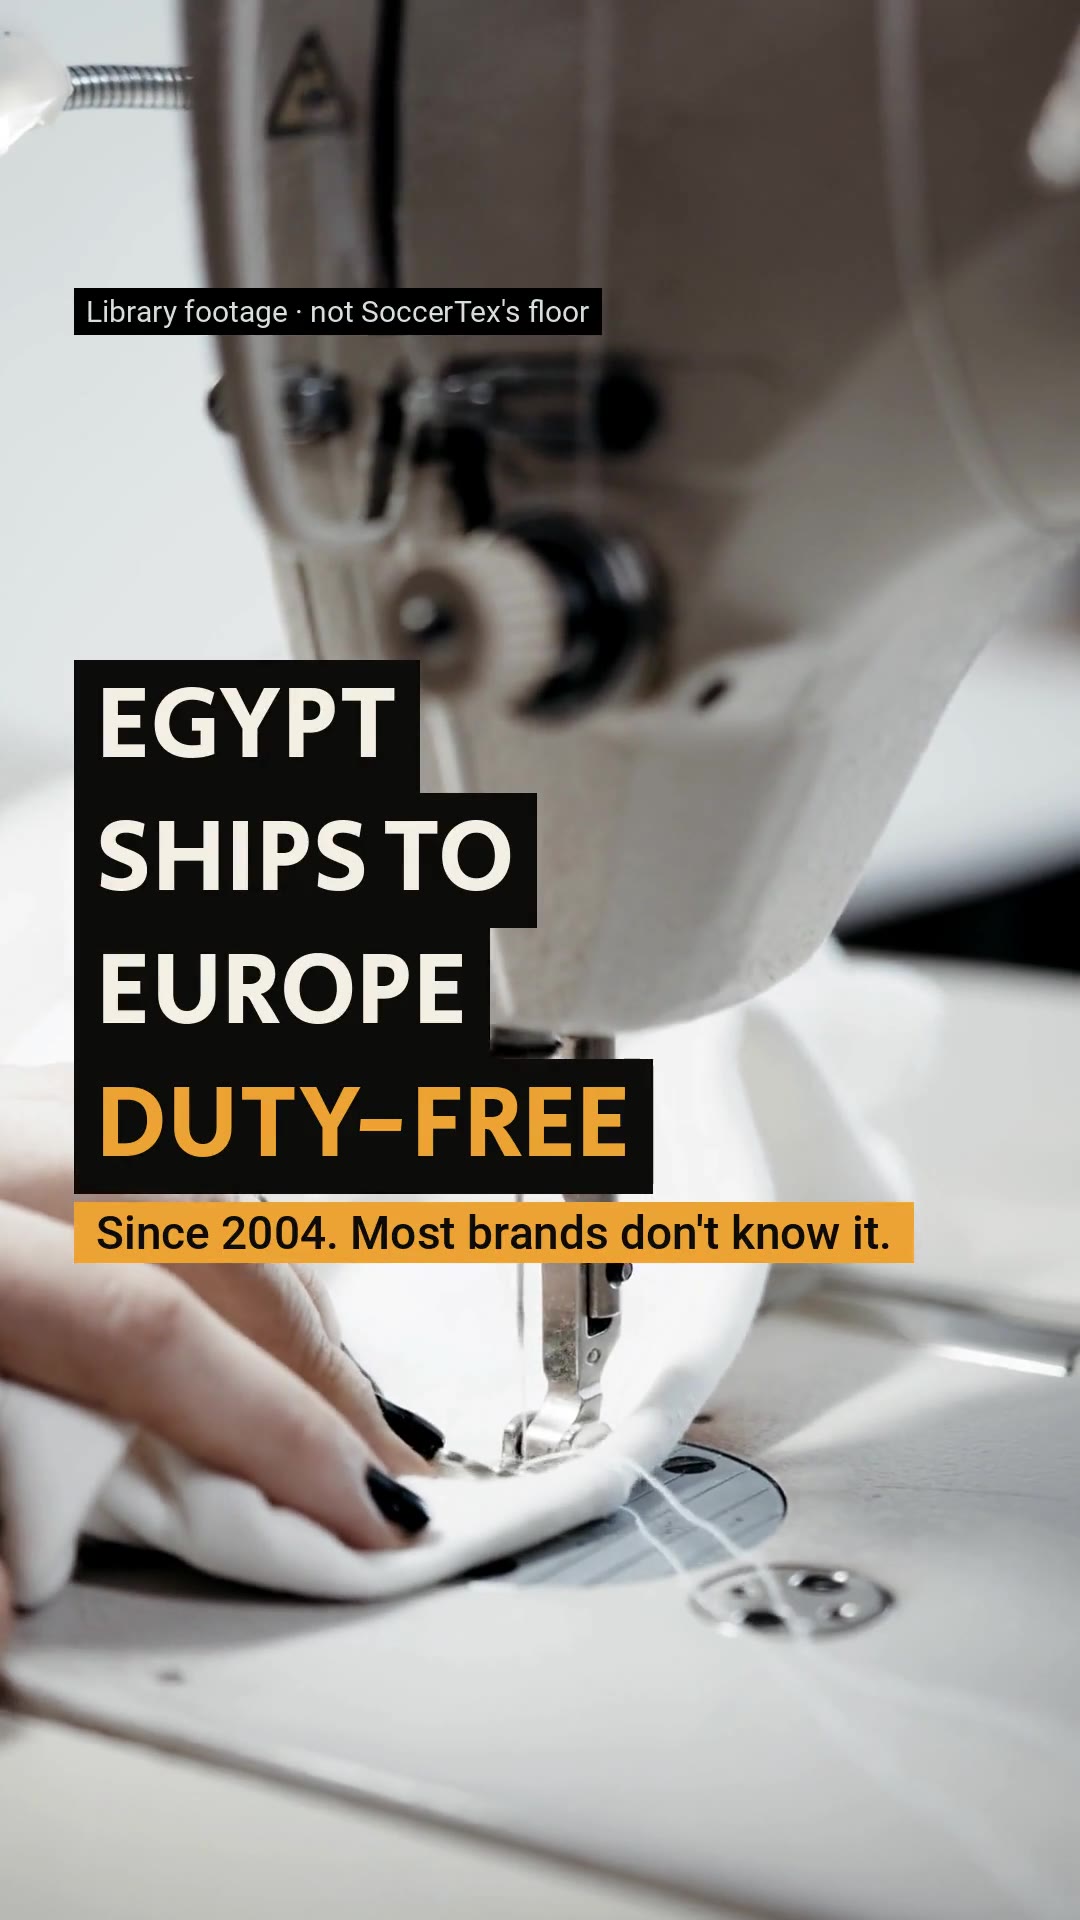 Library footage · not SoccerTex's floor
EGYPT
SHIPS TO
EUROPE
DUTY-FREE
Since 2004. Most brands don't know it.